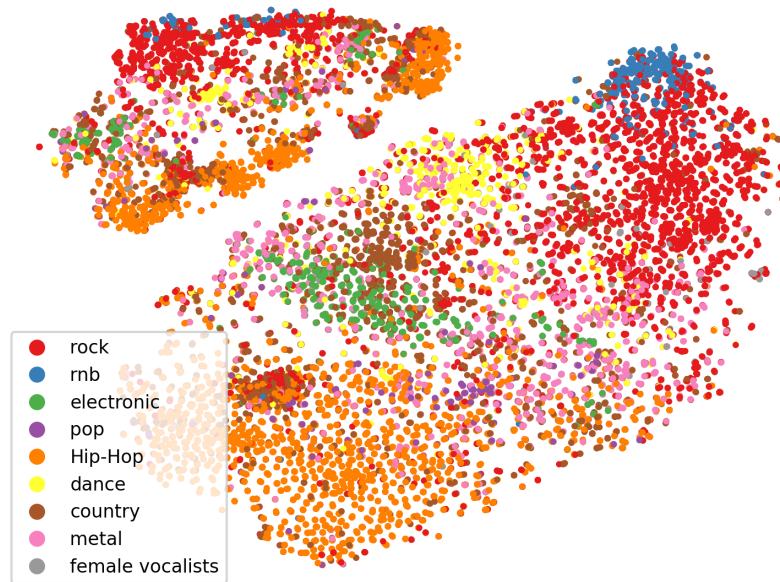 rock
rnb
electronic
pop
Hip-Hop
dance
country
metal
female vocalists